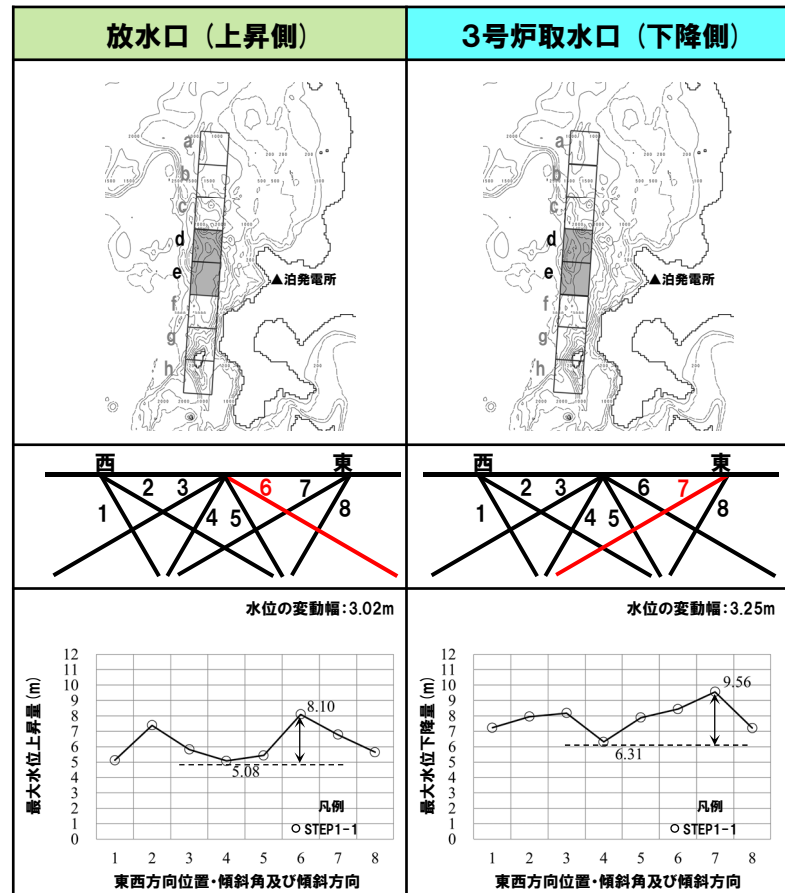 放水口（上昇側）
3号炉取水口（下降側）
a
b
c
d
e
f
g
h
▲泊発電所
a
b
c
d
e
f
g
h
▲泊発電所
西 東
1 2 3 4 5 6 7 8
西 東
1 2 3 4 5 6 7 8
水位の変動幅：3.02m
最大水位上昇量(m)
12
11
10
9
8
7
6
5
4
3
2
1
0
8.10
5.08
凡例
○ STEP1-1
1 2 3 4 5 6 7 8
東西方向位置・傾斜角及び傾斜方向
水位の変動幅：3.25m
最大水位下降量(m)
12
11
10
9
8
7
6
5
4
3
2
1
0
9.56
6.31
凡例
○ STEP1-1
1 2 3 4 5 6 7 8
東西方向位置・傾斜角及び傾斜方向